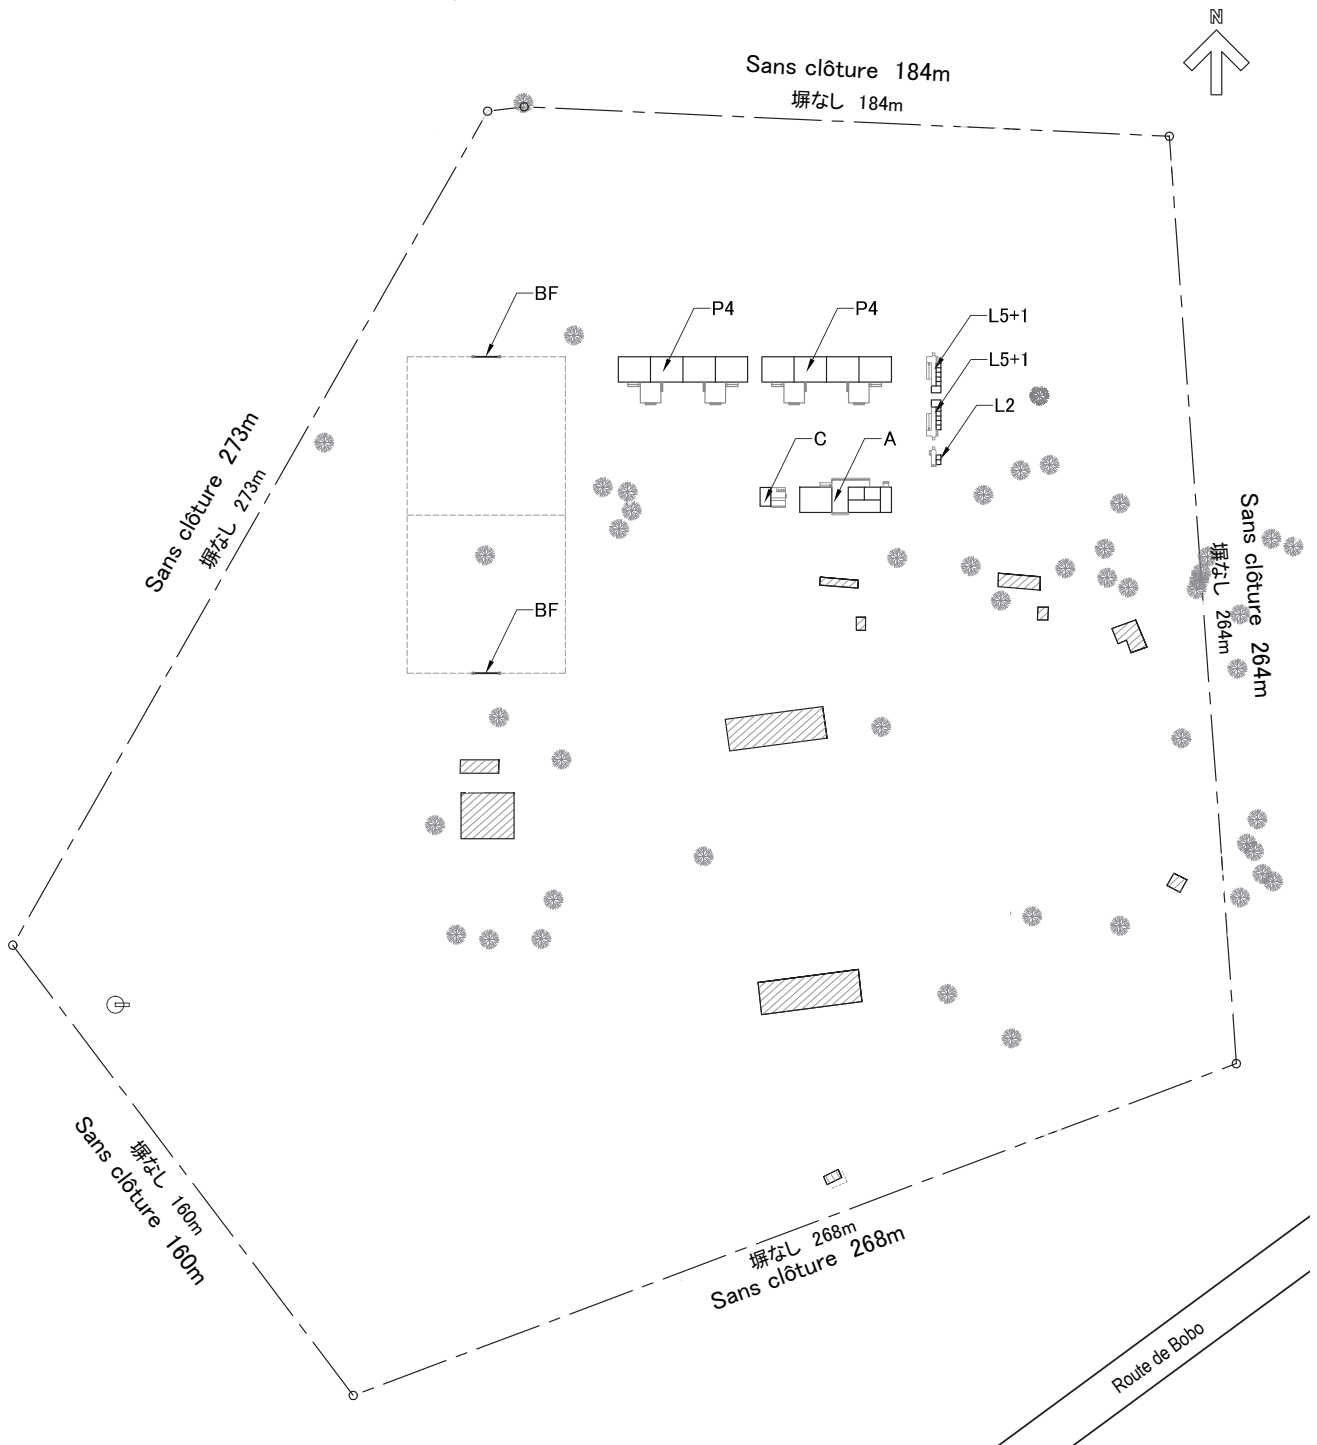 N
Sans clôture 184m
塀なし 184m
BF
P4
P4
L5+1
L5+1
L2
C
A
Sans clôture 273m
塀なし 273m
Sans clôture 264m
塀なし 264m
BF
塀なし 160m
Sans clôture 160m
塀なし 268m
Sans clôture 268m
Route de Bobo